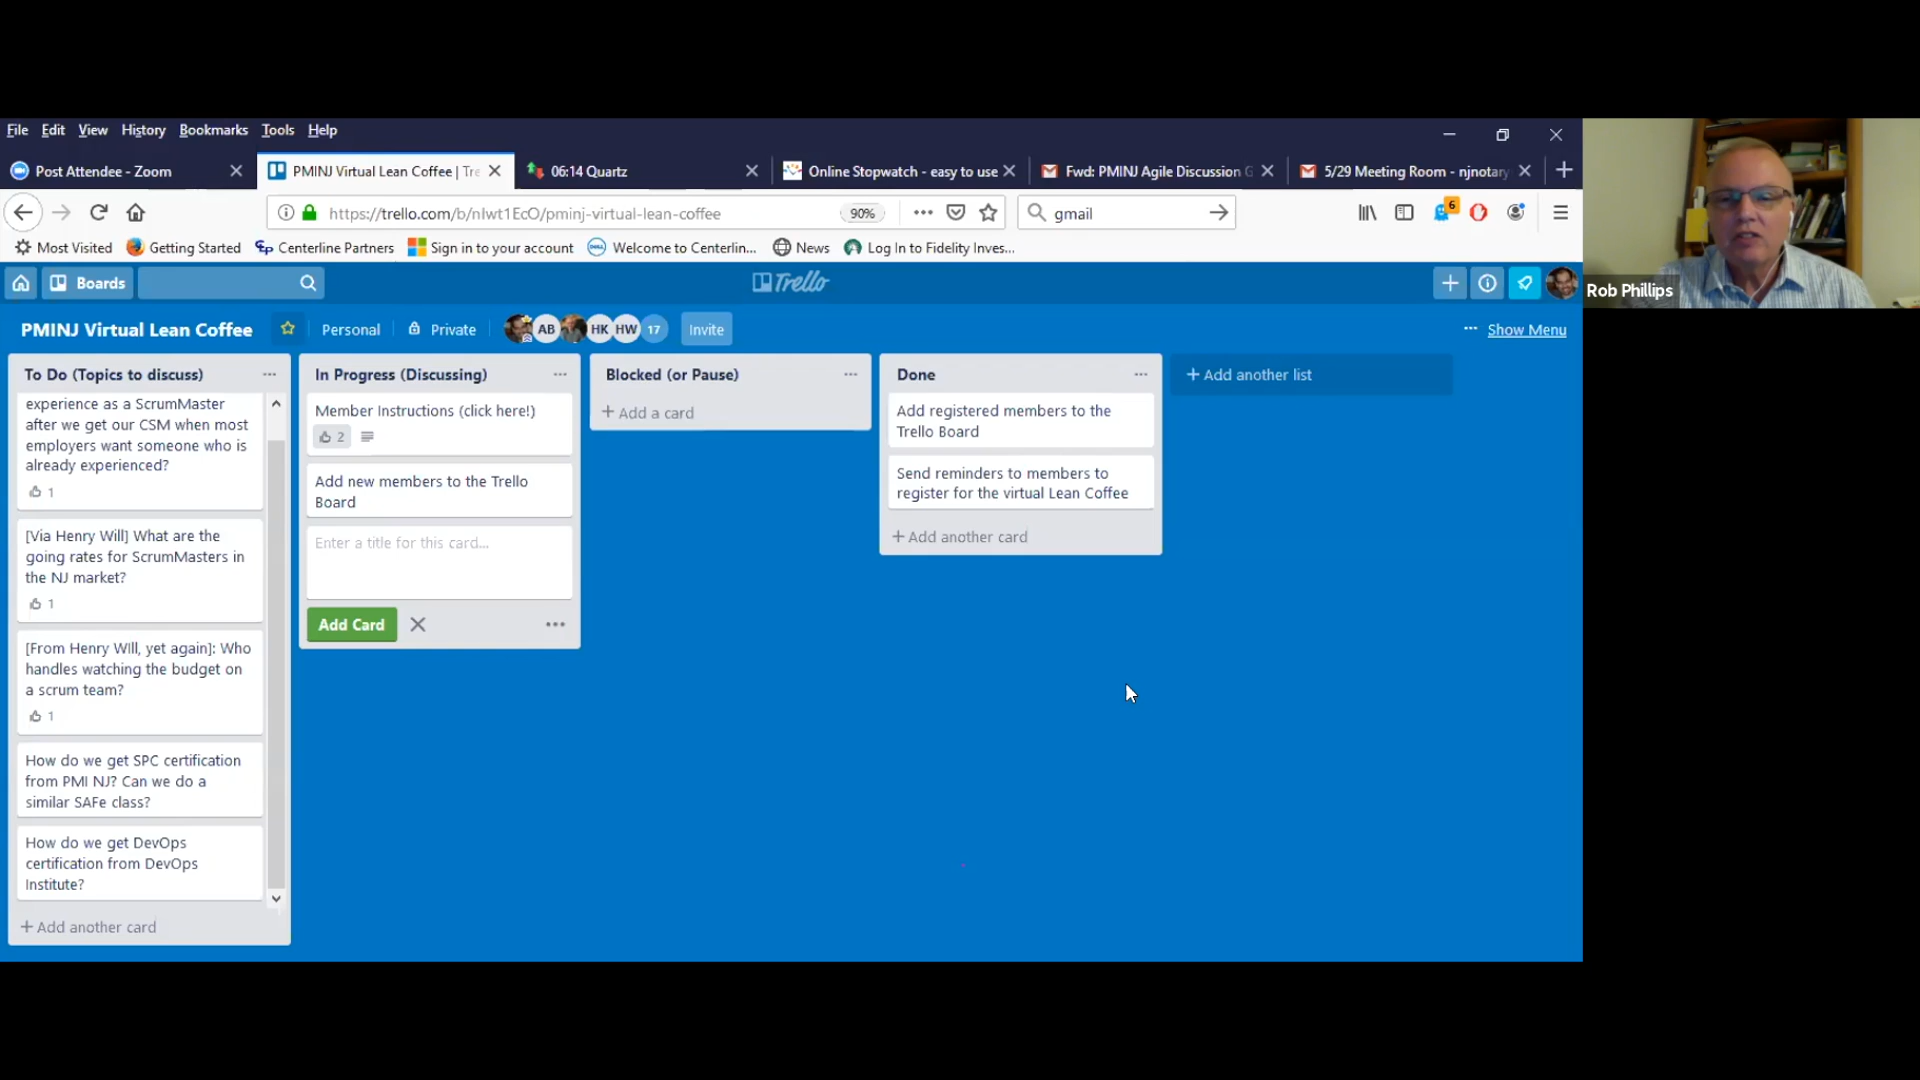 File Edit View History Bookmarks Tools Help
Post Attendee - Zoom
PMINJ Virtual Lean Coffee | Tre
06:14 Quartz
Online Stopwatch - easy to use
Fwd: PMINJ Agile Discussion G
5/29 Meeting Room - njnotary
https://trello.com/b/nIwt1EcO/pminj-virtual-lean-coffee
90%
gmail
6
Most Visited
Getting Started
Centerline Partners
Sign in to your account
Welcome to Centerlin...
News
Log In to Fidelity Inves...
Boards
Trello
Rob Phillips
PMINJ Virtual Lean Coffee
Personal
Private
AB
HK
HW
17
Invite
Show Menu
To Do (Topics to discuss)
experience as a ScrumMaster
after we get our CSM when most
employers want someone who is
already experienced?
1
[Via Henry Will] What are the
going rates for ScrumMasters in
the NJ market?
1
[From Henry WIll, yet again]: Who
handles watching the budget on
a scrum team?
1
How do we get SPC certification
from PMI NJ? Can we do a
similar SAFe class?
How do we get DevOps
certification from DevOps
Institute?
+ Add another card
In Progress (Discussing)
Member Instructions (click here!)
2
Add new members to the Trello
Board
Enter a title for this card...
Add Card
Blocked (or Pause)
+ Add a card
Done
Add registered members to the
Trello Board
Send reminders to members to
register for the virtual Lean Coffee
+ Add another card
+ Add another list